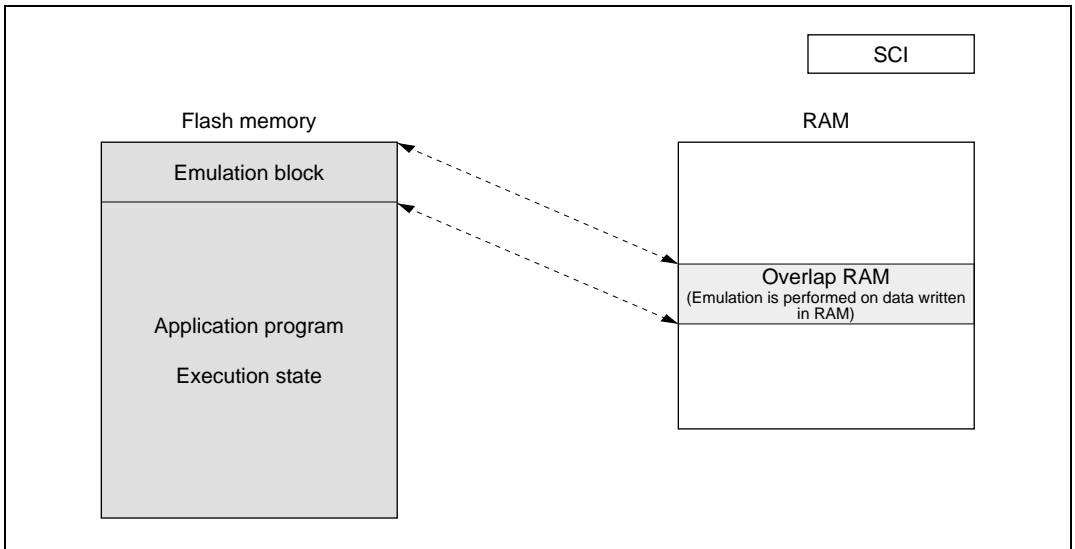 SCI
Flash memory
RAM
Emulation block
Overlap RAM
(Emulation is performed on data written
in RAM)
Application program
Execution state